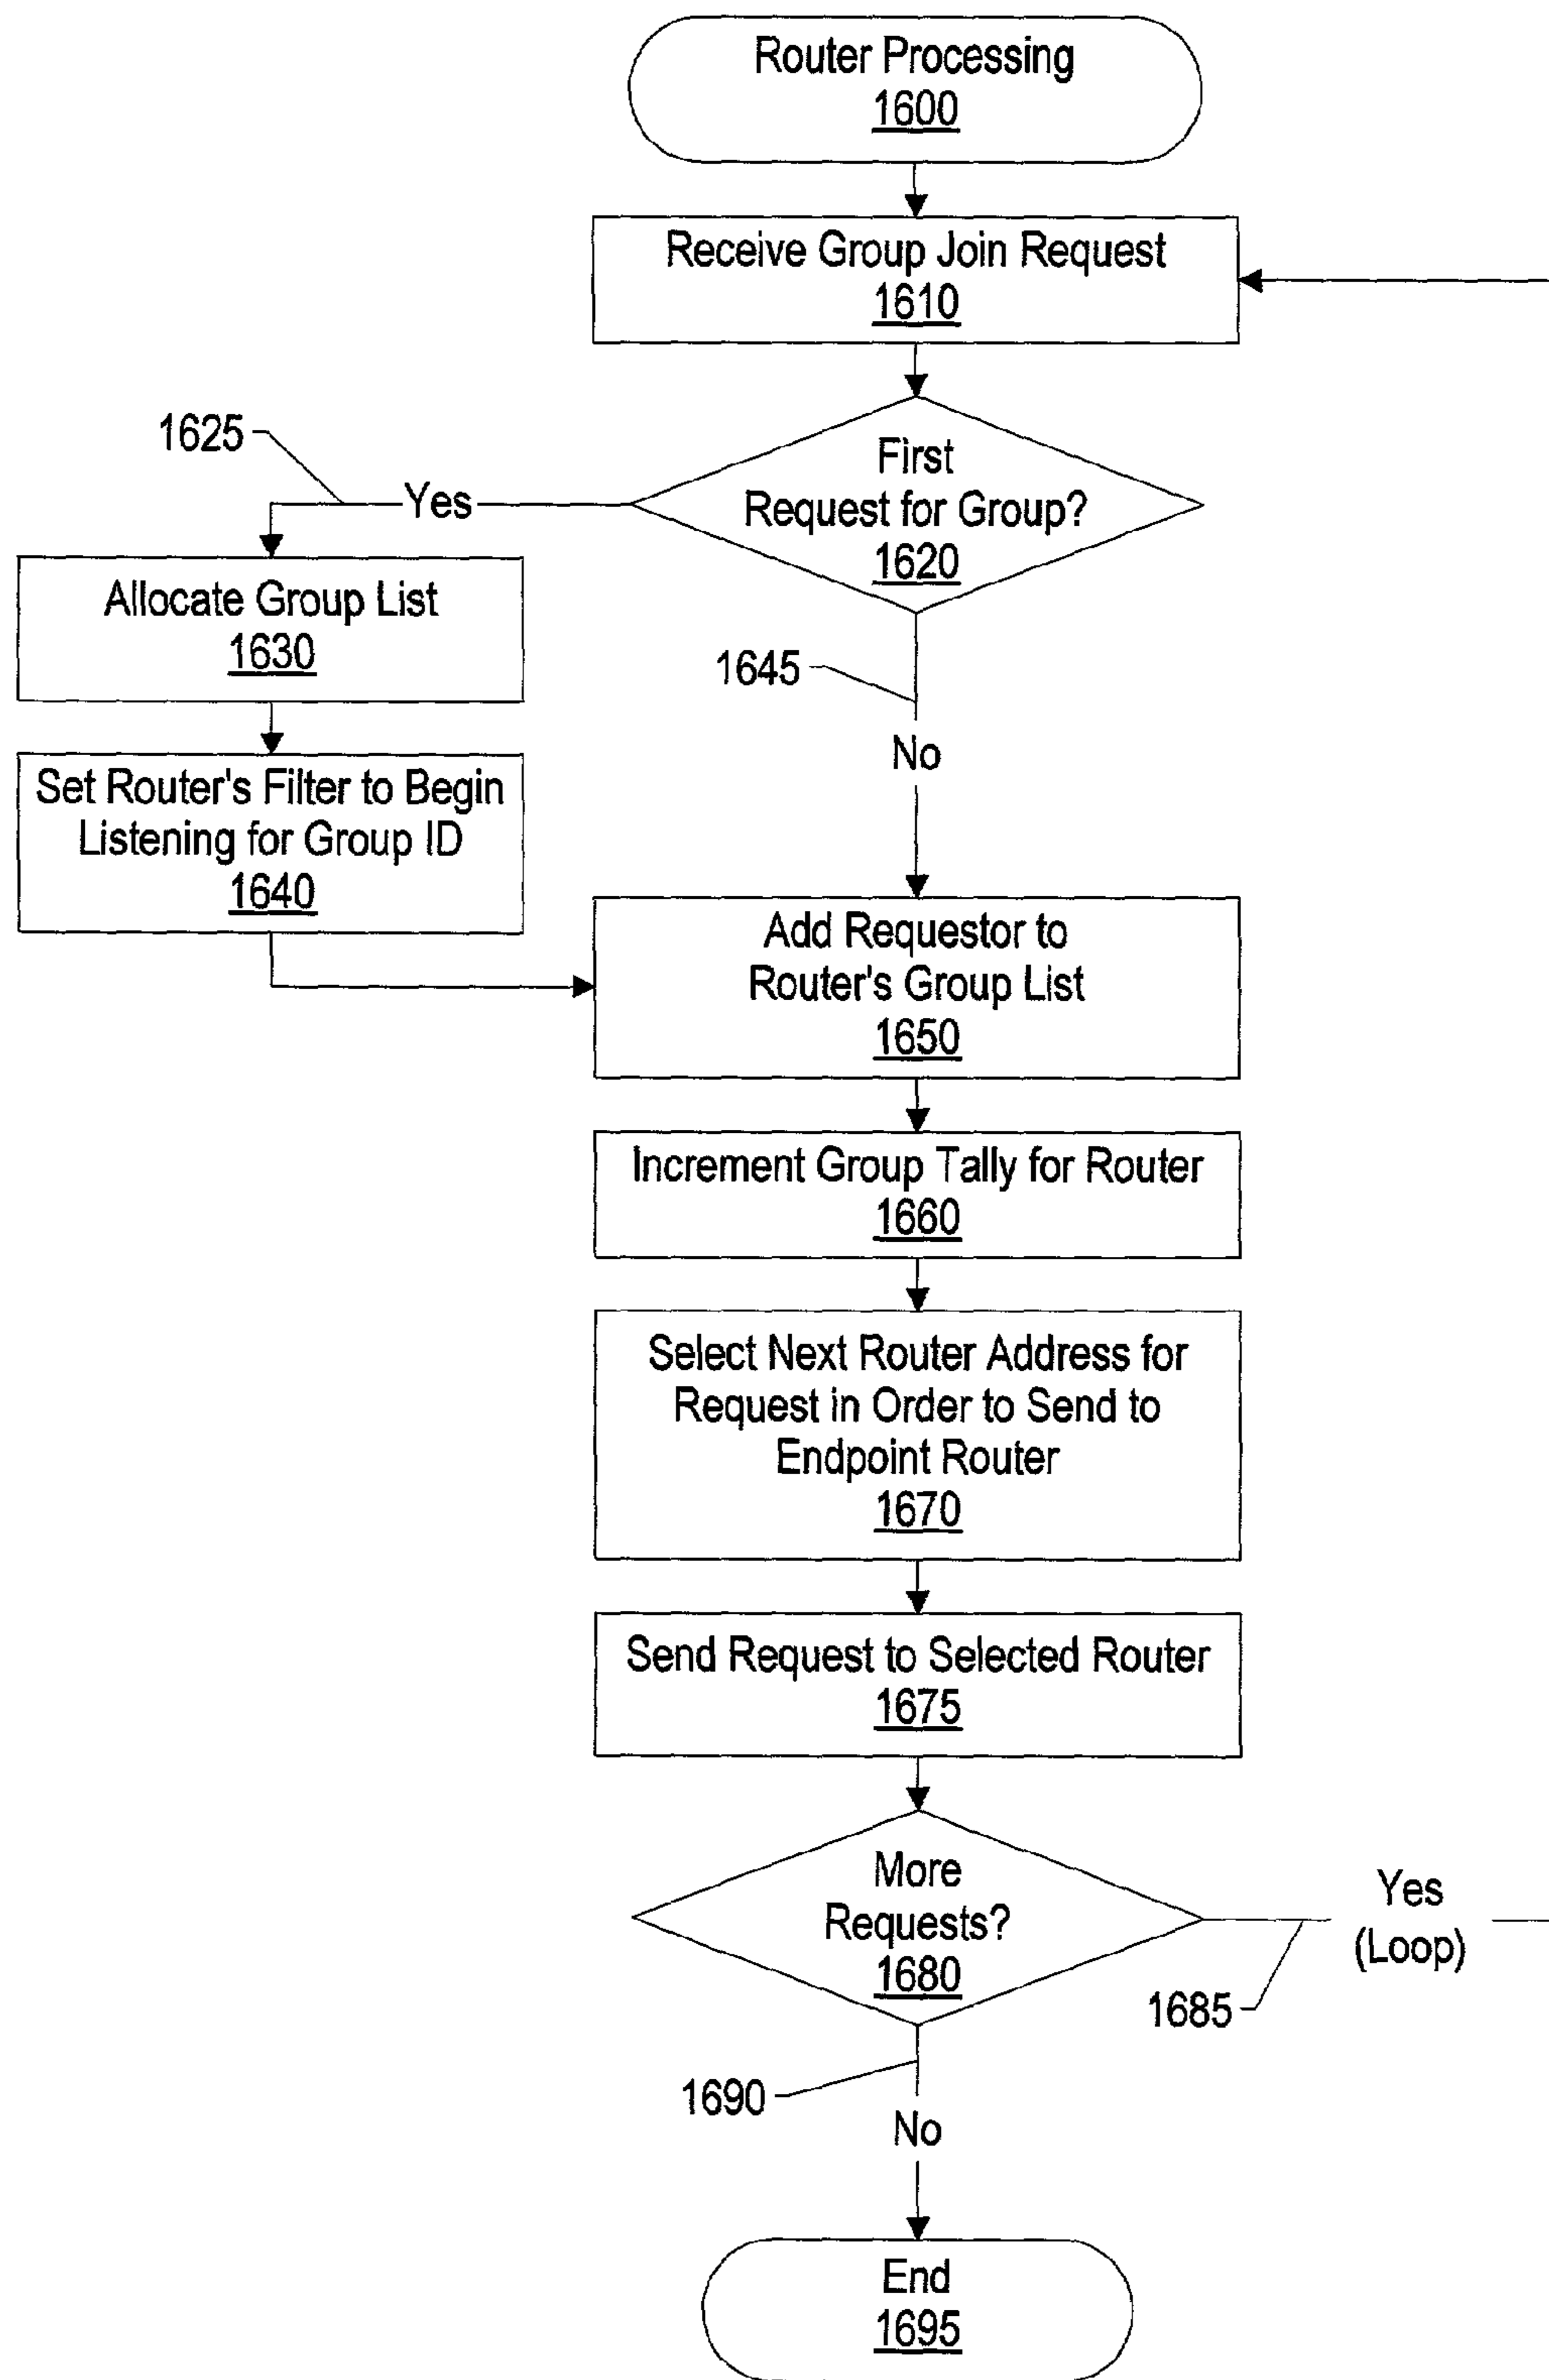 Router Processing
1600
Receive Group Join Request
1610
First
Request for Group?
1620
1625
Yes
Allocate Group List
1630
1645
No
Set Router's Filter to Begin
Listening for Group ID
1640
Add Requestor to
Router's Group List
1650
Increment Group Tally for Router
1660
Select Next Router Address for
Request in Order to Send to
Endpoint Router
1670
Send Request to Selected Router
1675
More
Requests?
1680
Yes
(Loop)
1685
1690
No
End
1695